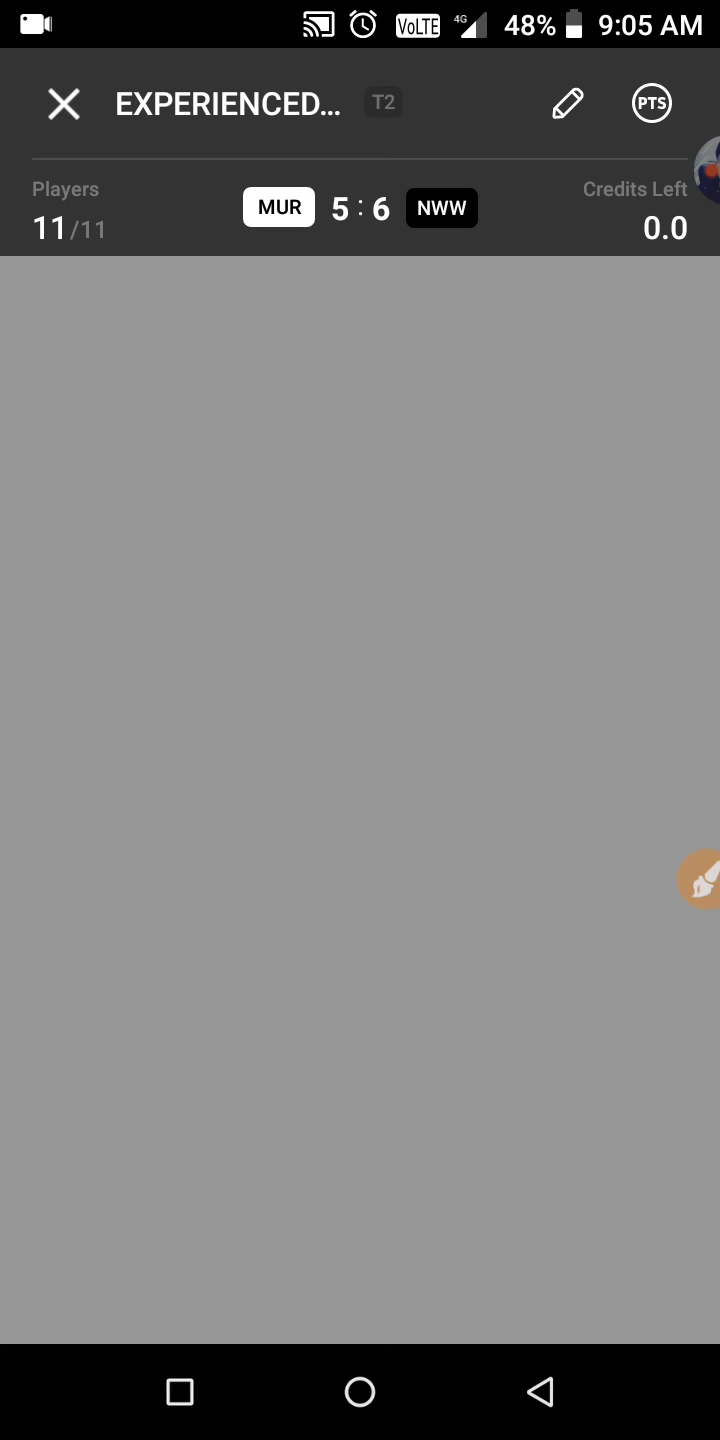 VoLTE 4G 48% 9:05 AM
EXPERIENCED... T2 PTS
Players Credits Left
11/11 MUR 5 : 6 NWW 0.0